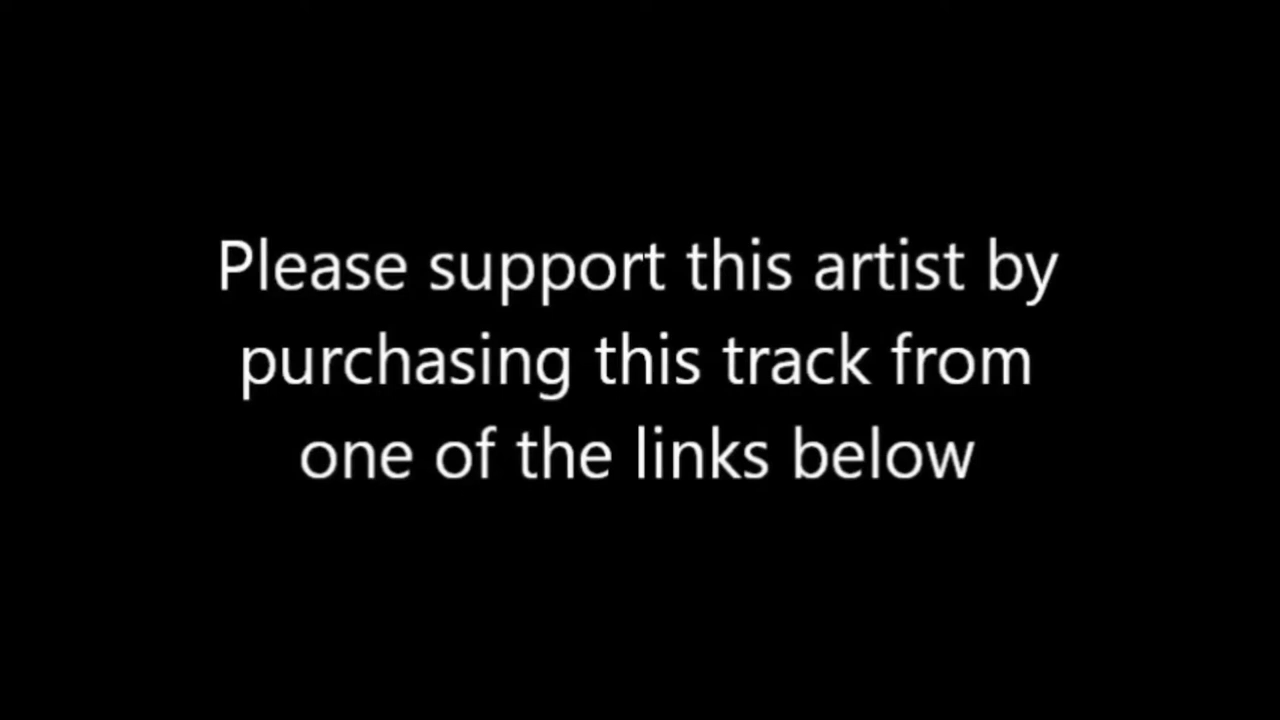 Please support this artist by
purchasing this track from
one of the links below